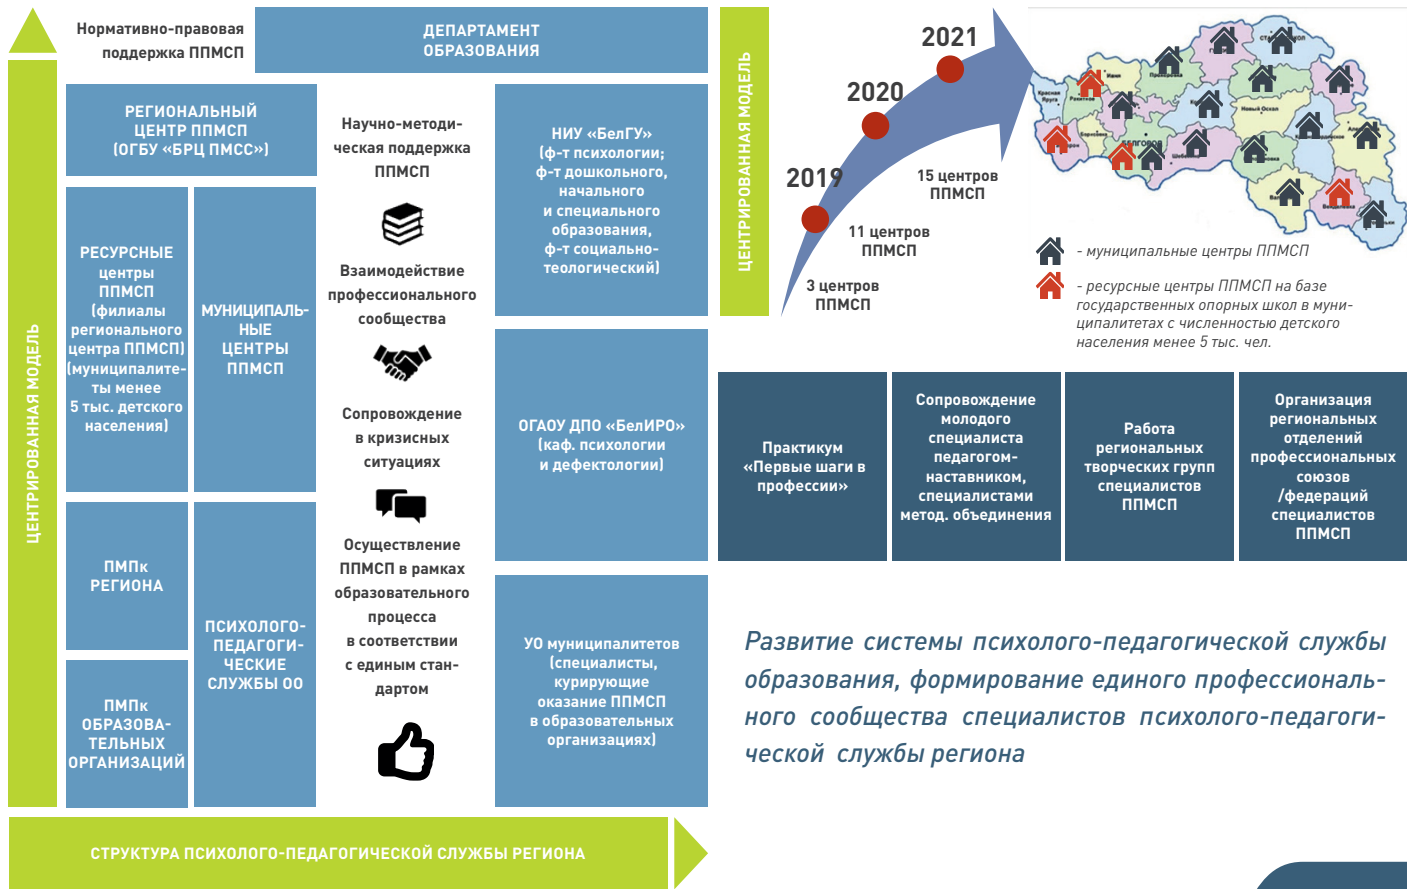 Нормативно-правовая
поддержка ППМСП
ДЕПАРТАМЕНТ
ОБРАЗОВАНИЯ
ЦЕНТРИРОВАННАЯ МОДЕЛЬ
РЕГИОНАЛЬНЫЙ
ЦЕНТР ППМСП
(ОГБУ «БРЦ ПМСС»)
РЕСУРСНЫЕ
центры
ППМСП
(филиалы
регионального
центра ППМСП)
(муниципалите-
ты менее
5 тыс. детского
населения)
МУНИЦИПАЛЬ-
НЫЕ
ЦЕНТРЫ
ППМСП
ПМПк
РЕГИОНА
ПМПк
ОБРАЗОВА-
ТЕЛЬНЫХ
ОРГАНИЗАЦИЙ
ПСИХОЛОГО-
ПЕДАГОГИ-
ЧЕСКИЕ
СЛУЖБЫ ОО
Научно-методи-
ческая поддержка
ППМСП
Взаимодействие
профессионального
сообщества
Сопровождение
в кризисных
ситуациях
Осуществление
ППМСП в рамках
образовательного
процесса
в соответствии
с единым стан-
дартом
НИУ «БелГУ»
(ф-т психологии;
ф-т дошкольного,
начального
и специального
образования,
ф-т социально-
теологический)
ОГАОУ ДПО «БелИРО»
(каф. психологии
и дефектологии)
УО муниципалитетов
(специалисты,
курирующие
оказание ППМСП
в образовательных
организациях)
СТРУКТУРА ПСИХОЛОГО-ПЕДАГОГИЧЕСКОЙ СЛУЖБЫ РЕГИОНА
ЦЕНТРИРОВАННАЯ МОДЕЛЬ
2019
2020
2021
3 центров
ППМСП
11 центров
ППМСП
15 центров
ППМСП
Красная
Яруга
Новый Оскол
- муниципальные центры ППМСП
- ресурсные центры ППМСП на базе
государственных опорных школ в муни-
ципалитетах с численностью детского
населения менее 5 тыс. чел.
Практикум
«Первые шаги в
профессии»
Сопровождение
молодого
специалиста
педагогом-
наставником,
специалистами
метод. объединения
Работа
региональных
творческих групп
специалистов
ППМСП
Организация
региональных
отделений
профессиональных
союзов
/федераций
специалистов
ППМСП
Развитие системы психолого-педагогической службы
образования, формирование единого профессиональ-
ного сообщества специалистов психолого-педагоги-
ческой службы региона